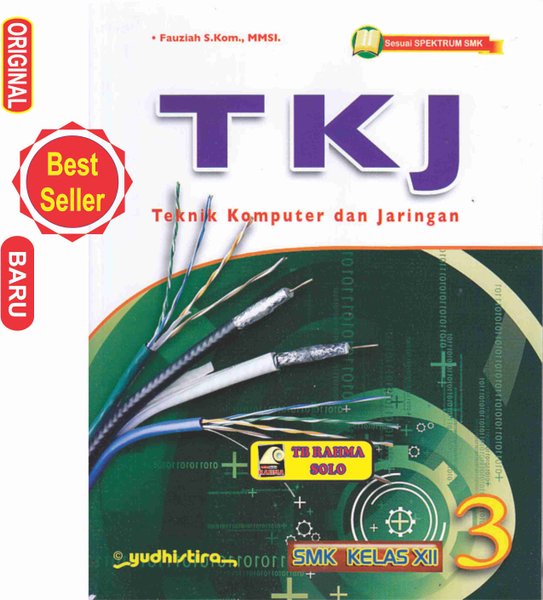 ORIGINAL
Best
Seller
BARU
• Fauziah S.Kom., MMSI.
Sesuai SPEKTRUM SMK
TKJ
Teknik Komputer dan Jaringan
TB RAHMA
SOLO
RAHMA
© yudhistira
SMK KELAS XII
3